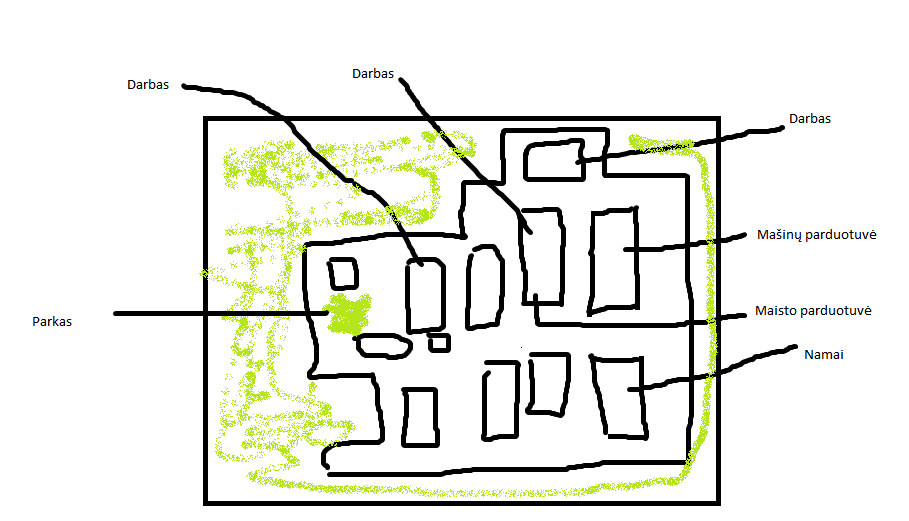 Darbas
Darbas
Darbas
Mašinų parduotuvė
Maisto parduotuvė
Parkas
Namai